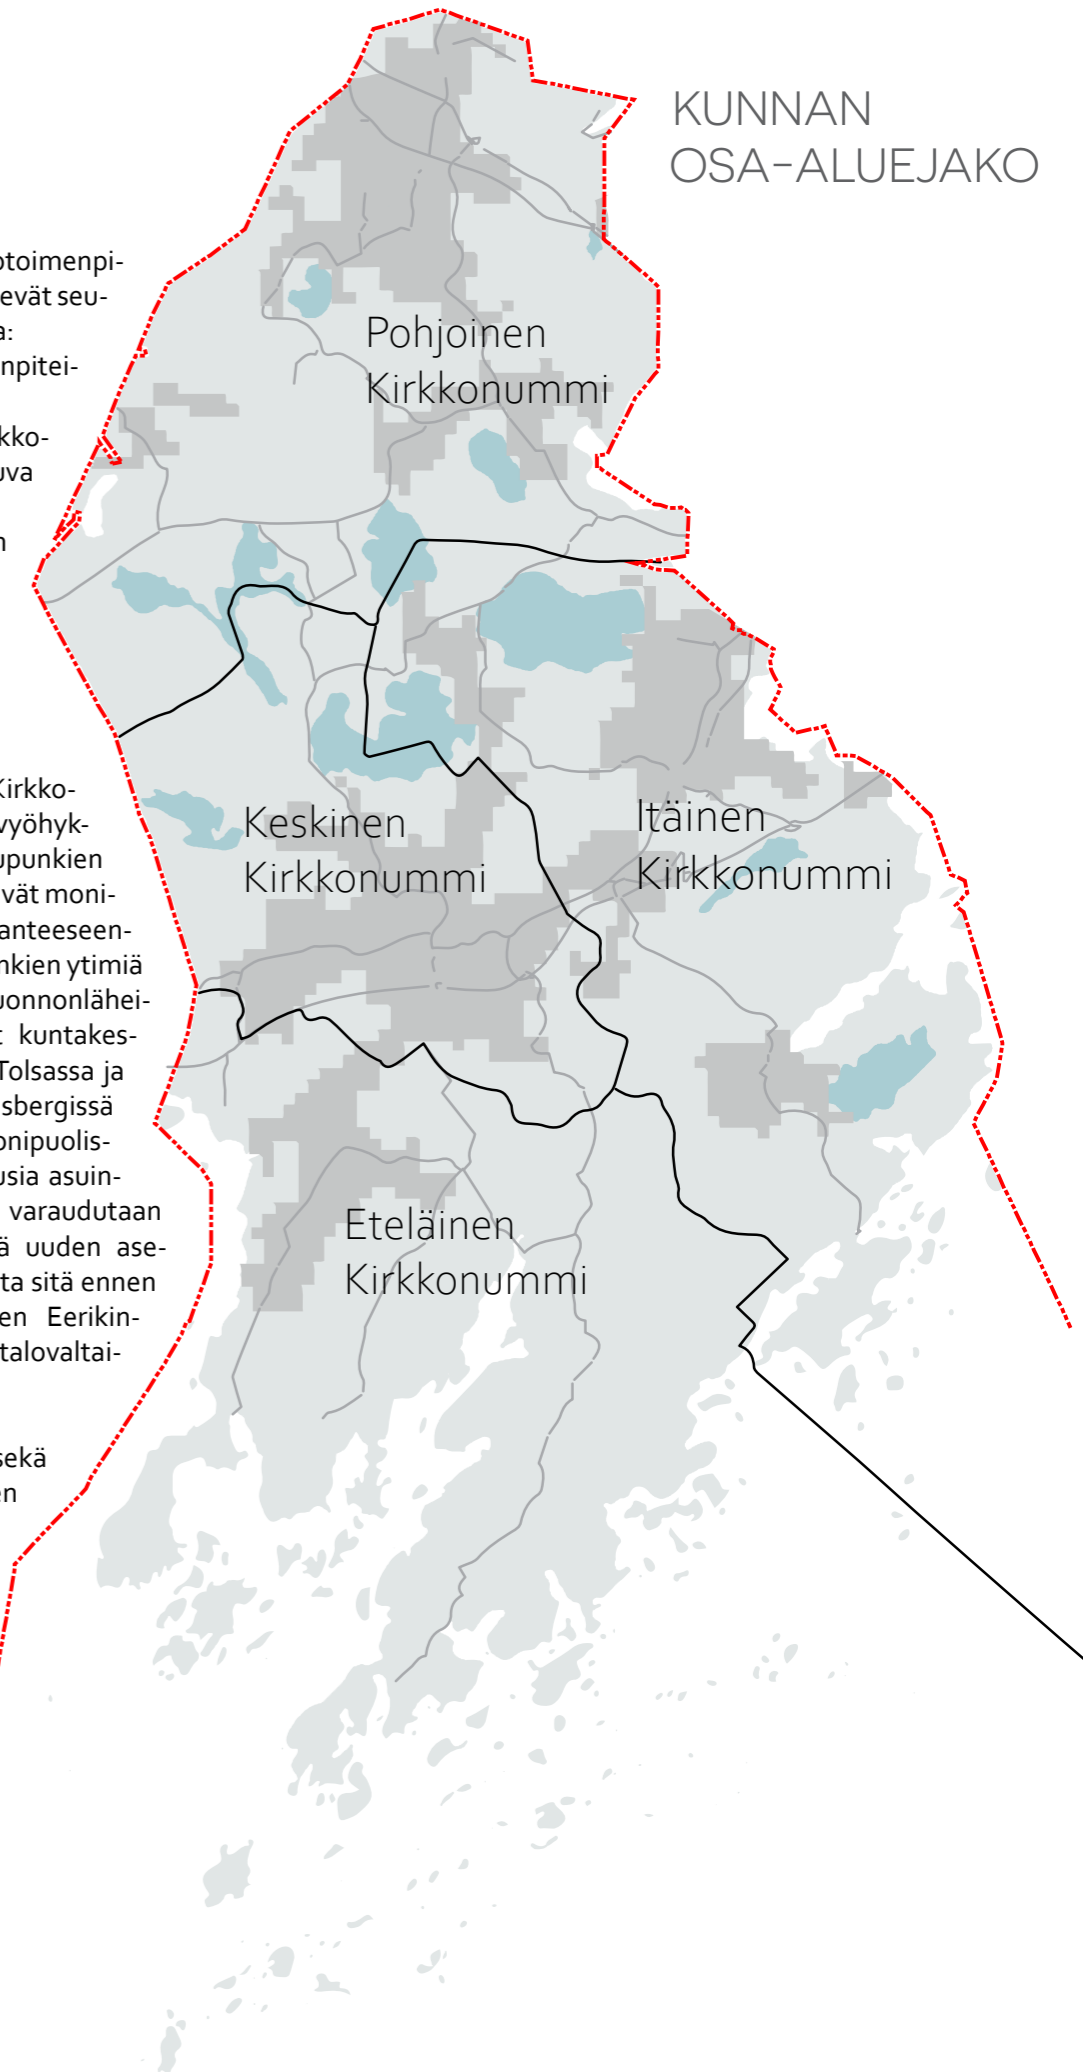 KUNNAN
OSA-ALUEJAKO
otoimenpi-
evät seu-
a:
npitei-
kko-
uva
n
Kirkko-
vyöhyk-
upunkien
vät moni-
anteeseen-
nkien ytimiä
uonnonlähei-
t kuntakes-
Tolsassa ja
sbergissä
onipuolis-
usia asuin-
varaudutaan
ä uuden ase-
ta sitä ennen
en Eerikin-
talovaltai-
sekä
en
Pohjoinen
Kirkkonummi
Keskinen
Kirkkonummi
Itäinen
Kirkkonummi
Eteläinen
Kirkkonummi